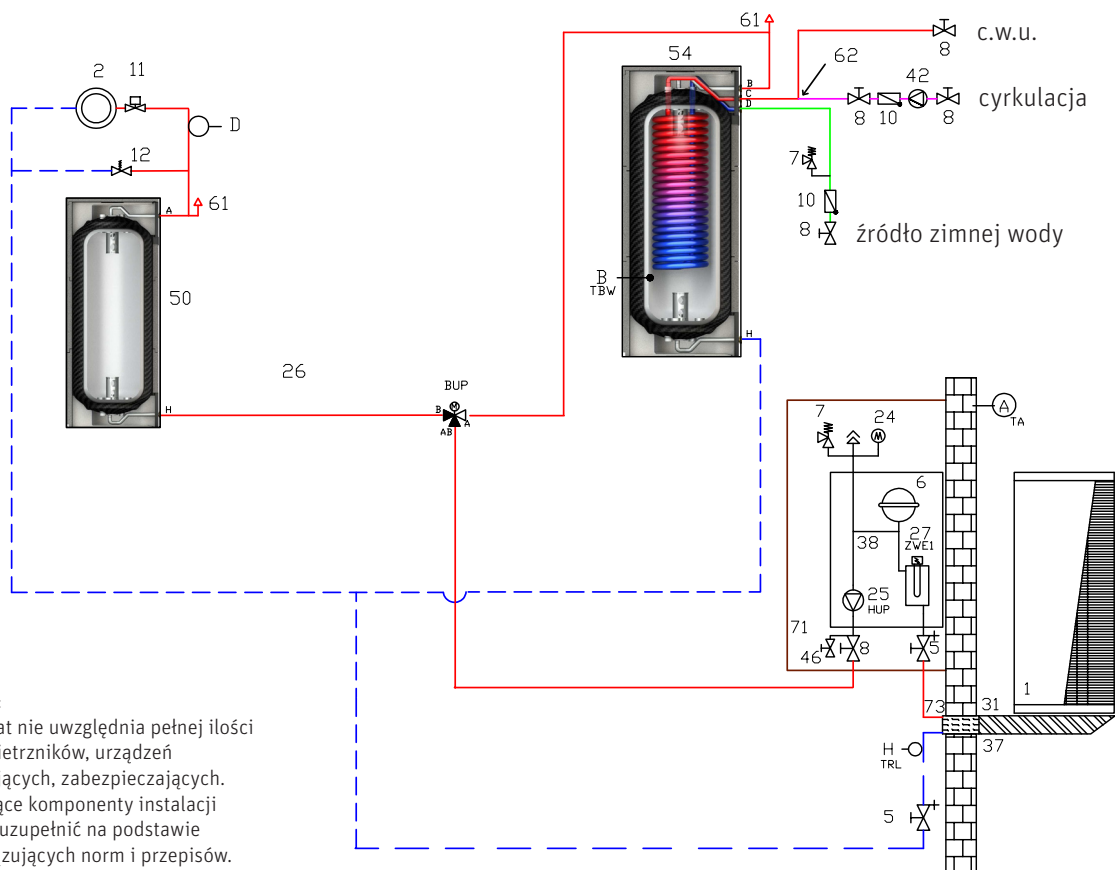 61
54
c.w.u.
8
62
42
cyrkulacja
8
10
8
2
11
D
12
7
10
8
źródło zimnej wody
A
61
B
C
D
B
TBW
H
50
H
26
BUP
M
B
A
AB
A
TA
7
24
M
6
38
27
ZWE1
25
HUP
71
46
8
5
1
73
31
37
H
TRL
5
at nie uwzględnia pełnej ilości
ietrzników, urządzeń
jących, zabezpieczających.
ące komponenty instalacji
uzupełnić na podstawie
zujących norm i przepisów.